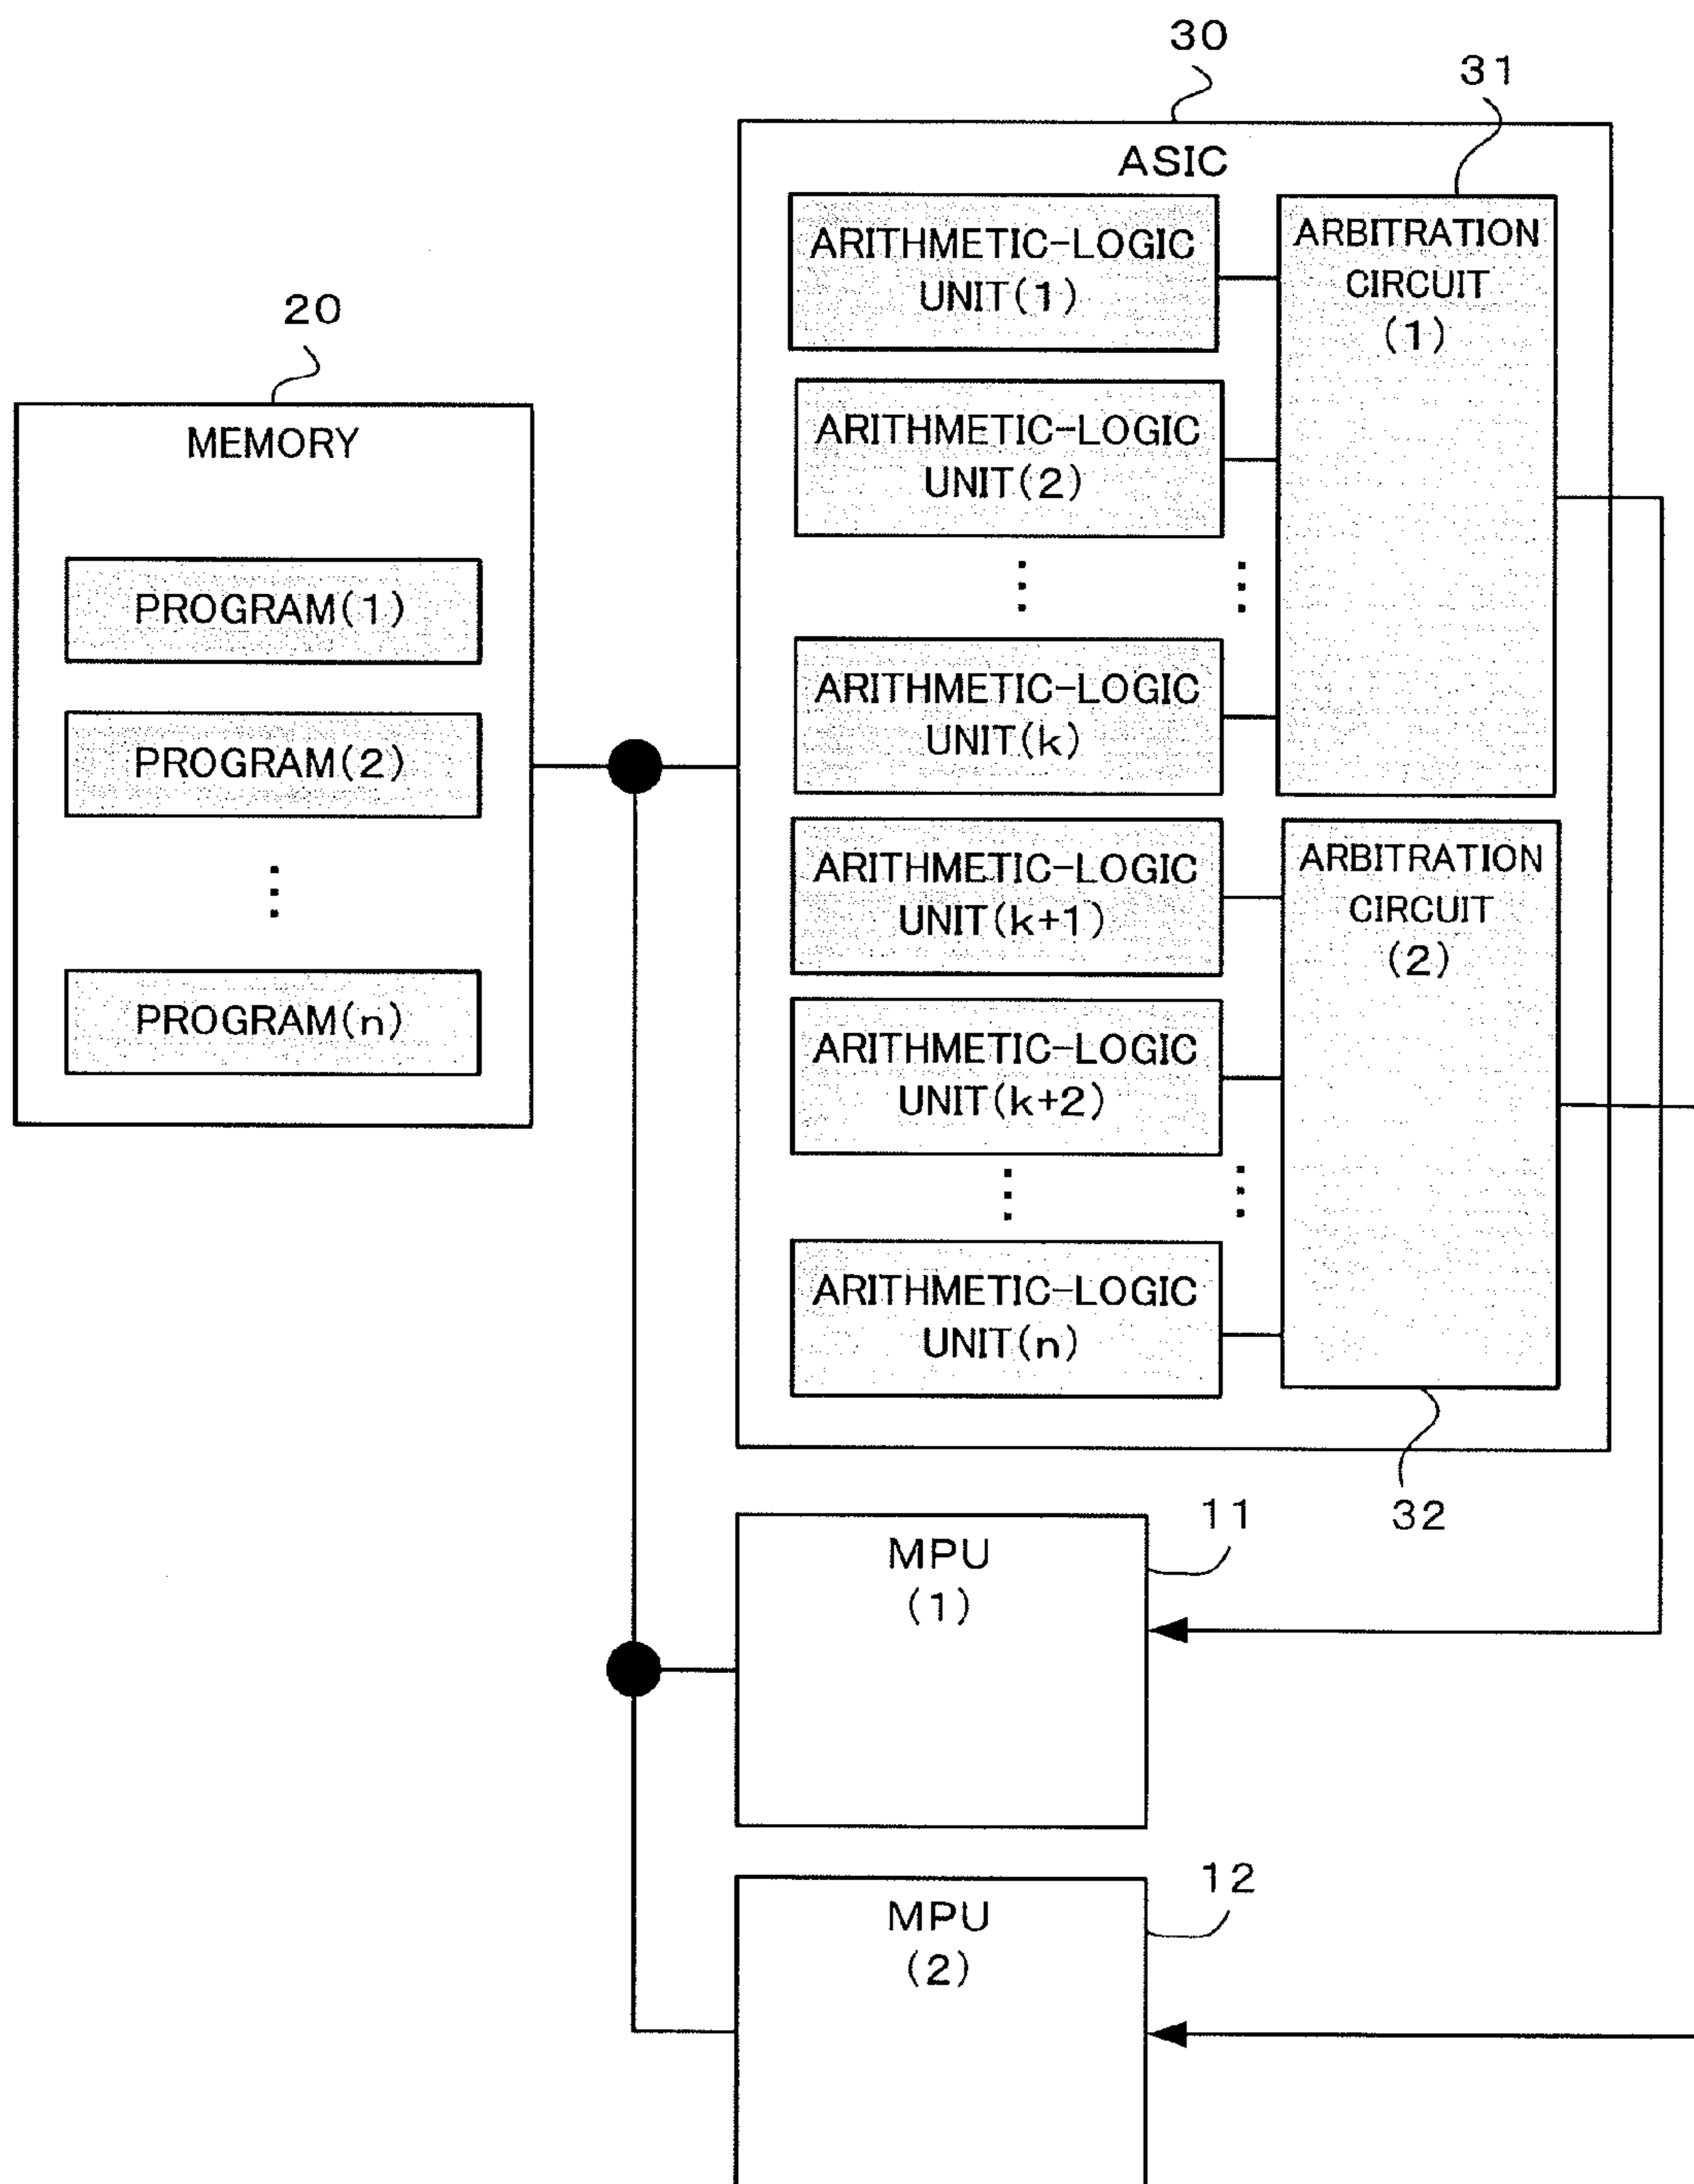 30
31
ASIC
ARITHMETIC-LOGIC
UNIT(1)
ARBITRATION
CIRCUIT
(1)
20
MEMORY
ARITHMETIC-LOGIC
UNIT(2)
PROGRAM(1)
PROGRAM(2)
PROGRAM(n)
ARITHMETIC-LOGIC
UNIT(k)
ARITHMETIC-LOGIC
UNIT(k+1)
ARBITRATION
CIRCUIT
(2)
ARITHMETIC-LOGIC
UNIT(k+2)
ARITHMETIC-LOGIC
UNIT(n)
32
11
MPU
(1)
12
MPU
(2)